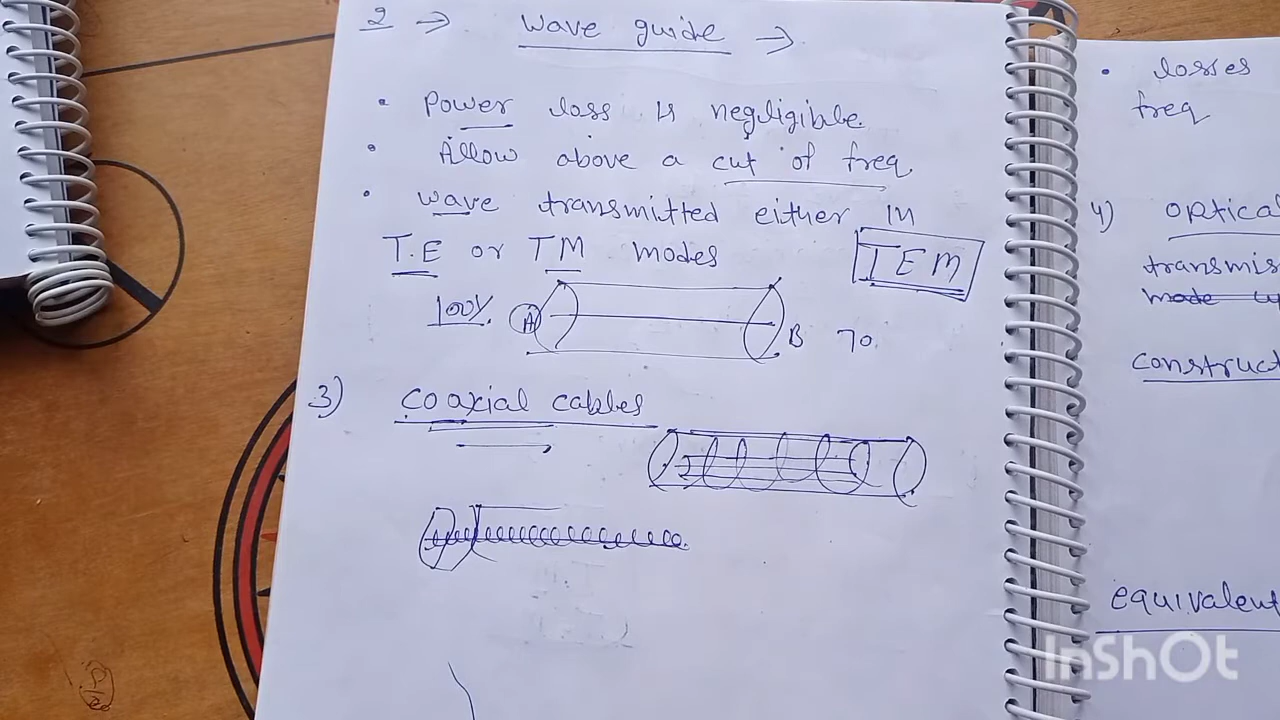 2 → wave guide →
• Power loss is negligible
• Allow above a cut of freq
• wave transmitted either in
T.E or TM modes
TEM
100%
A
B 70
3) coaxial cables
• losses
freq
4) optical
transmis
mode
construct
equivalent
InShOt